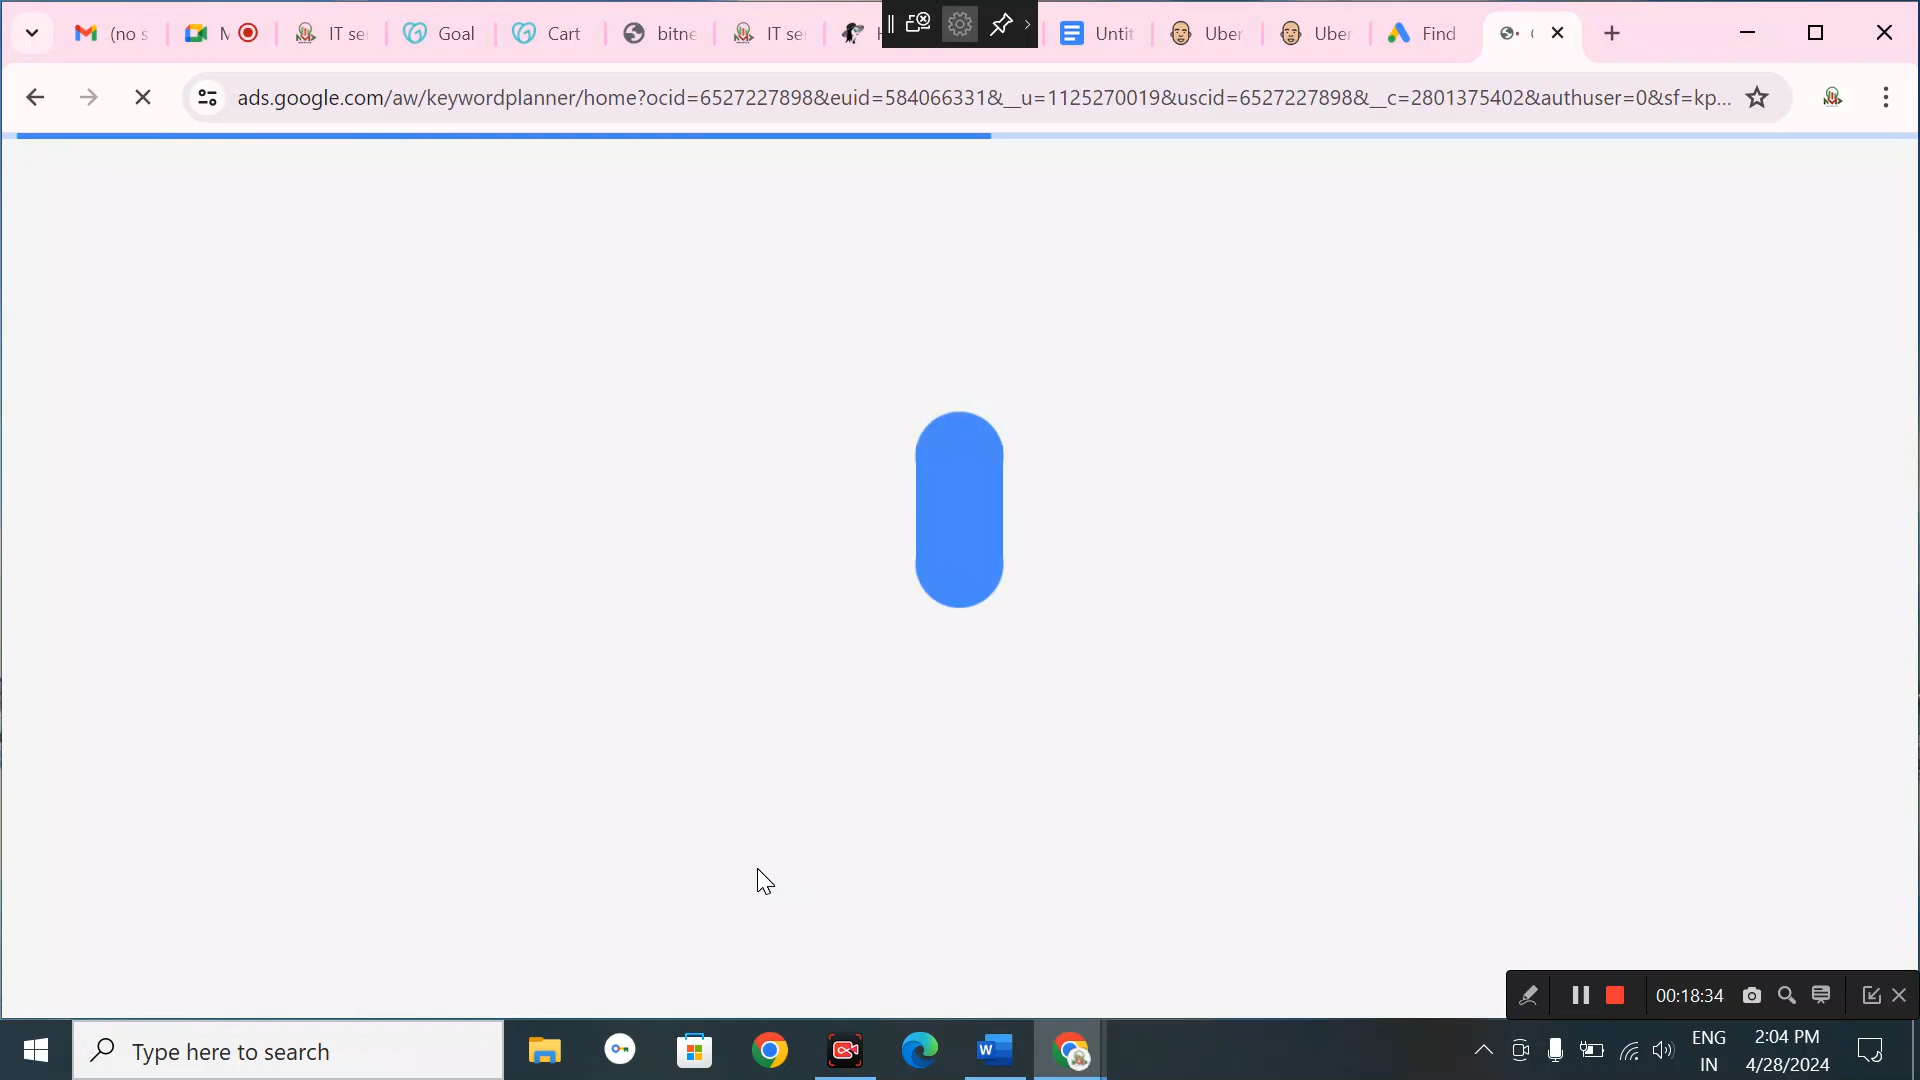 (no s
M
IT se
Goal
Cart
bitne
IT se
Unti
Uber
Uber
Find
ads.google.com/aw/keywordplanner/home?ocid=6527227898&euid=584066331&__u=1125270019&uscid=6527227898&__c=2801375402&authuser=0&sf=kp...
00:18:34
Type here to search
ENG
IN
2:04 PM
4/28/2024